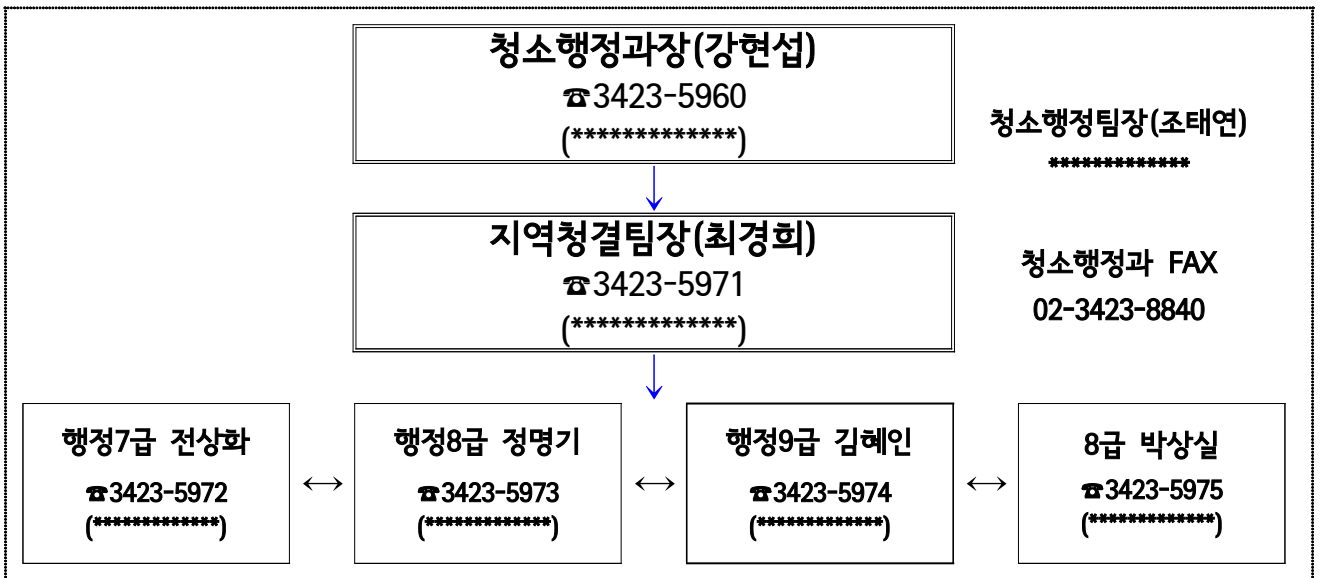 청소행정과장(강현섭)
☎3423-5960
(*************)
청소행정팀장(조태연)
*************
지역청결팀장(최경희)
☎3423-5971
(*************)
청소행정과 FAX
02-3423-8840
행정7급 전상화
☎3423-5972
(*************)
행정8급 정명기
☎3423-5973
(*************)
행정9급 김혜인
☎3423-5974
(*************)
8급 박상실
☎3423-5975
(*************)